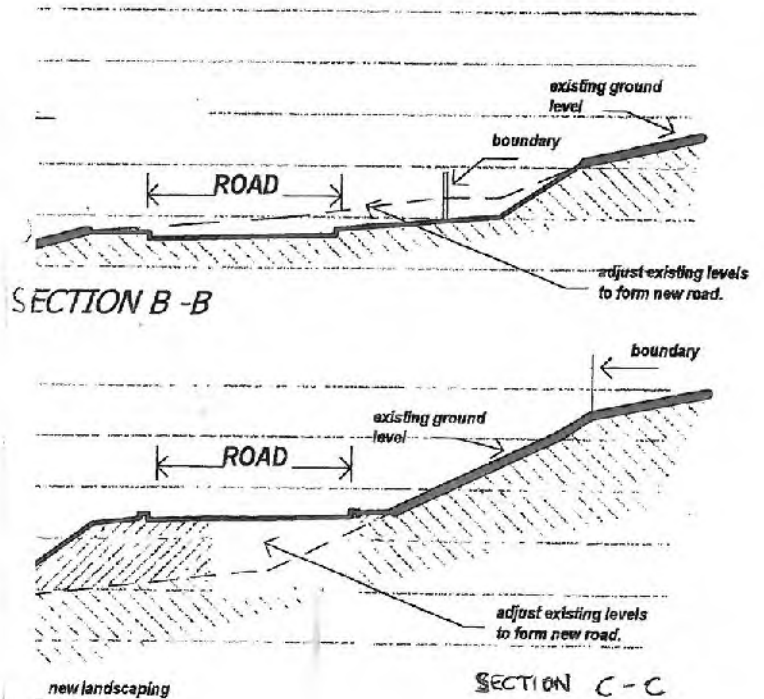 existing ground
level
boundary
ROAD
adjust existing levels
to form new road.
SECTION B-B
boundary
existing ground
level
ROAD
adjust existing levels
to form new road.
new landscaping
SECTION C-C